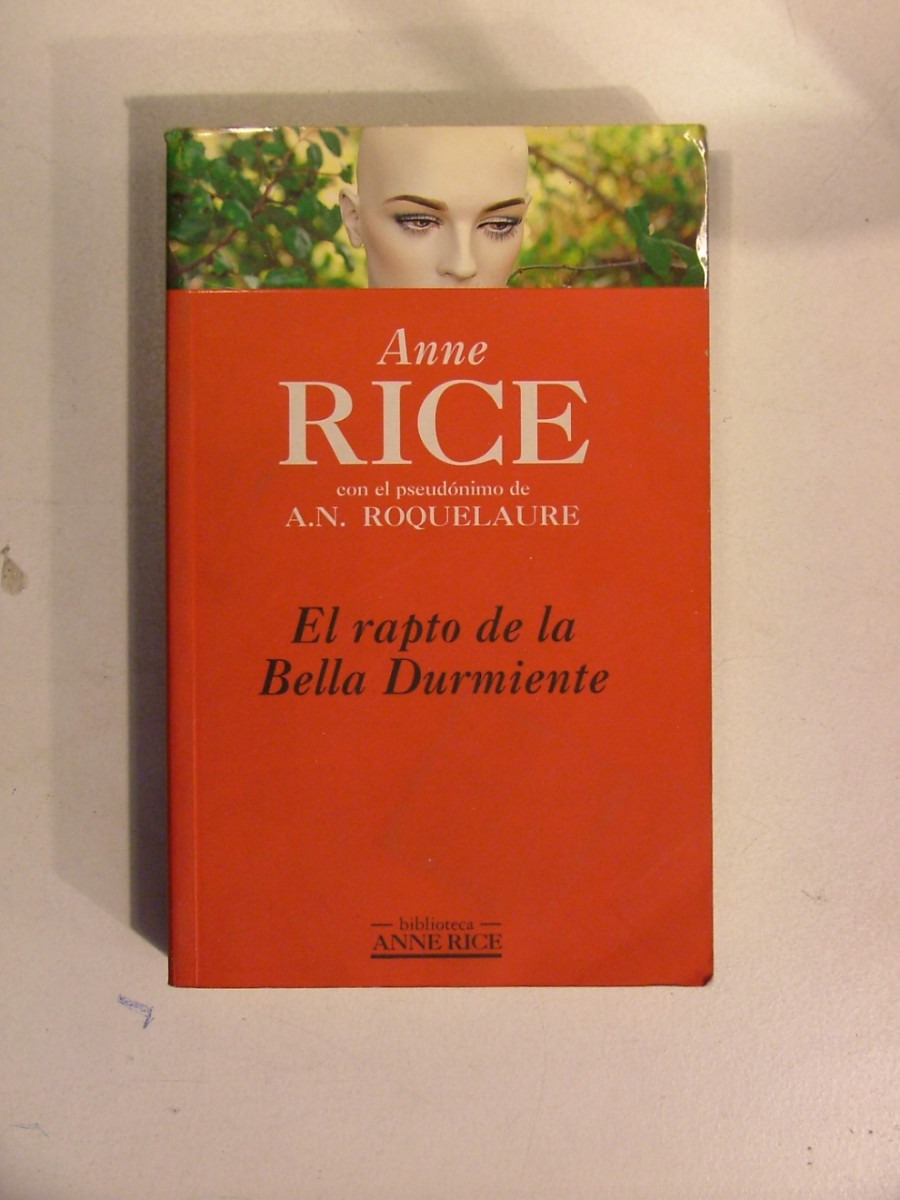 Anne
RICE
con el pseudónimo de
A.N. ROQUELAURE
El rapto de la
Bella Durmiente
biblioteca
ANNE RICE